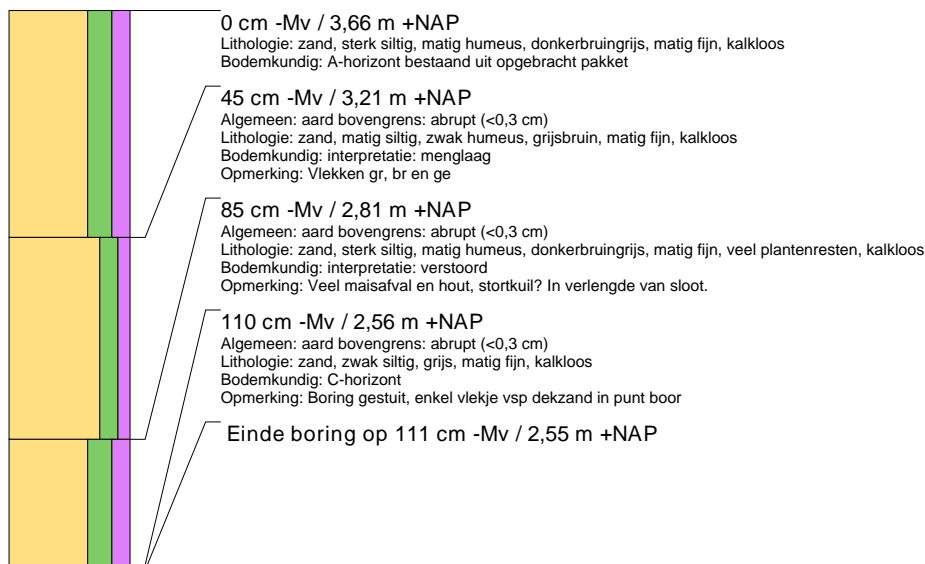 0 cm -Mv / 3,66 m +NAP
Lithologie: zand, sterk siltig, matig humeus, donkerbruingrijs, matig fijn, kalkloos
Bodemkundig: A-horizont bestaand uit opgebracht pakket
45 cm -Mv / 3,21 m +NAP
Algemeen: aard bovengrens: abrupt (<0,3 cm)
Lithologie: zand, matig siltig, zwak humeus, grijsbruin, matig fijn, kalkloos
Bodemkundig: interpretatie: menglaag
Opmerking: Vlekken gr, br en ge
85 cm -Mv / 2,81 m +NAP
Algemeen: aard bovengrens: abrupt (<0,3 cm)
Lithologie: zand, sterk siltig, matig humeus, donkerbruingrijs, matig fijn, veel plantenresten, kalkloos
Bodemkundig: interpretatie: verstoord
Opmerking: Veel maisafval en hout, stortkuil? In verlengde van sloot.
110 cm -Mv / 2,56 m +NAP
Algemeen: aard bovengrens: abrupt (<0,3 cm)
Lithologie: zand, zwak siltig, grijs, matig fijn, kalkloos
Bodemkundig: C-horizont
Opmerking: Boring gestuit, enkel vlekje vsp dekzand in punt boor
Einde boring op 111 cm -Mv / 2,55 m +NAP